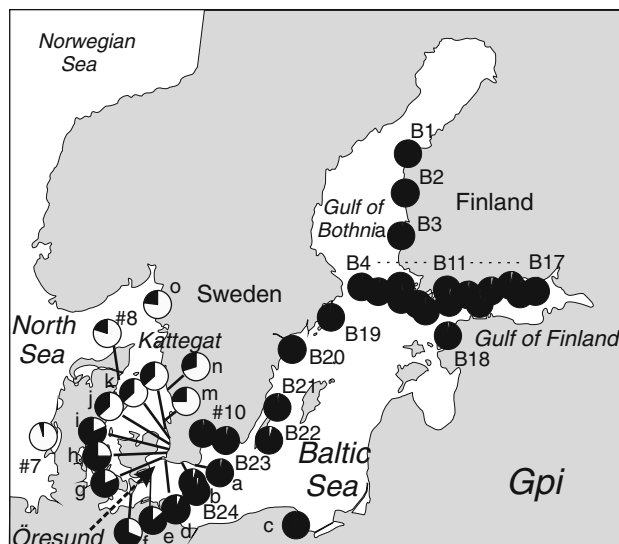 Norwegian
Sea
B1
B2
Finland
Gulf of
Bothnia
B3
B4
B11
B17
o
Sweden
#8
North
Sea
Kattegat
B19
Gulf of Finland
B18
n
k
B20
m
j
B21
#10
i
B22
h
B23
Baltic
Sea
Gpi
#7
a
g
b
B24
Öresund
f
e
d
c